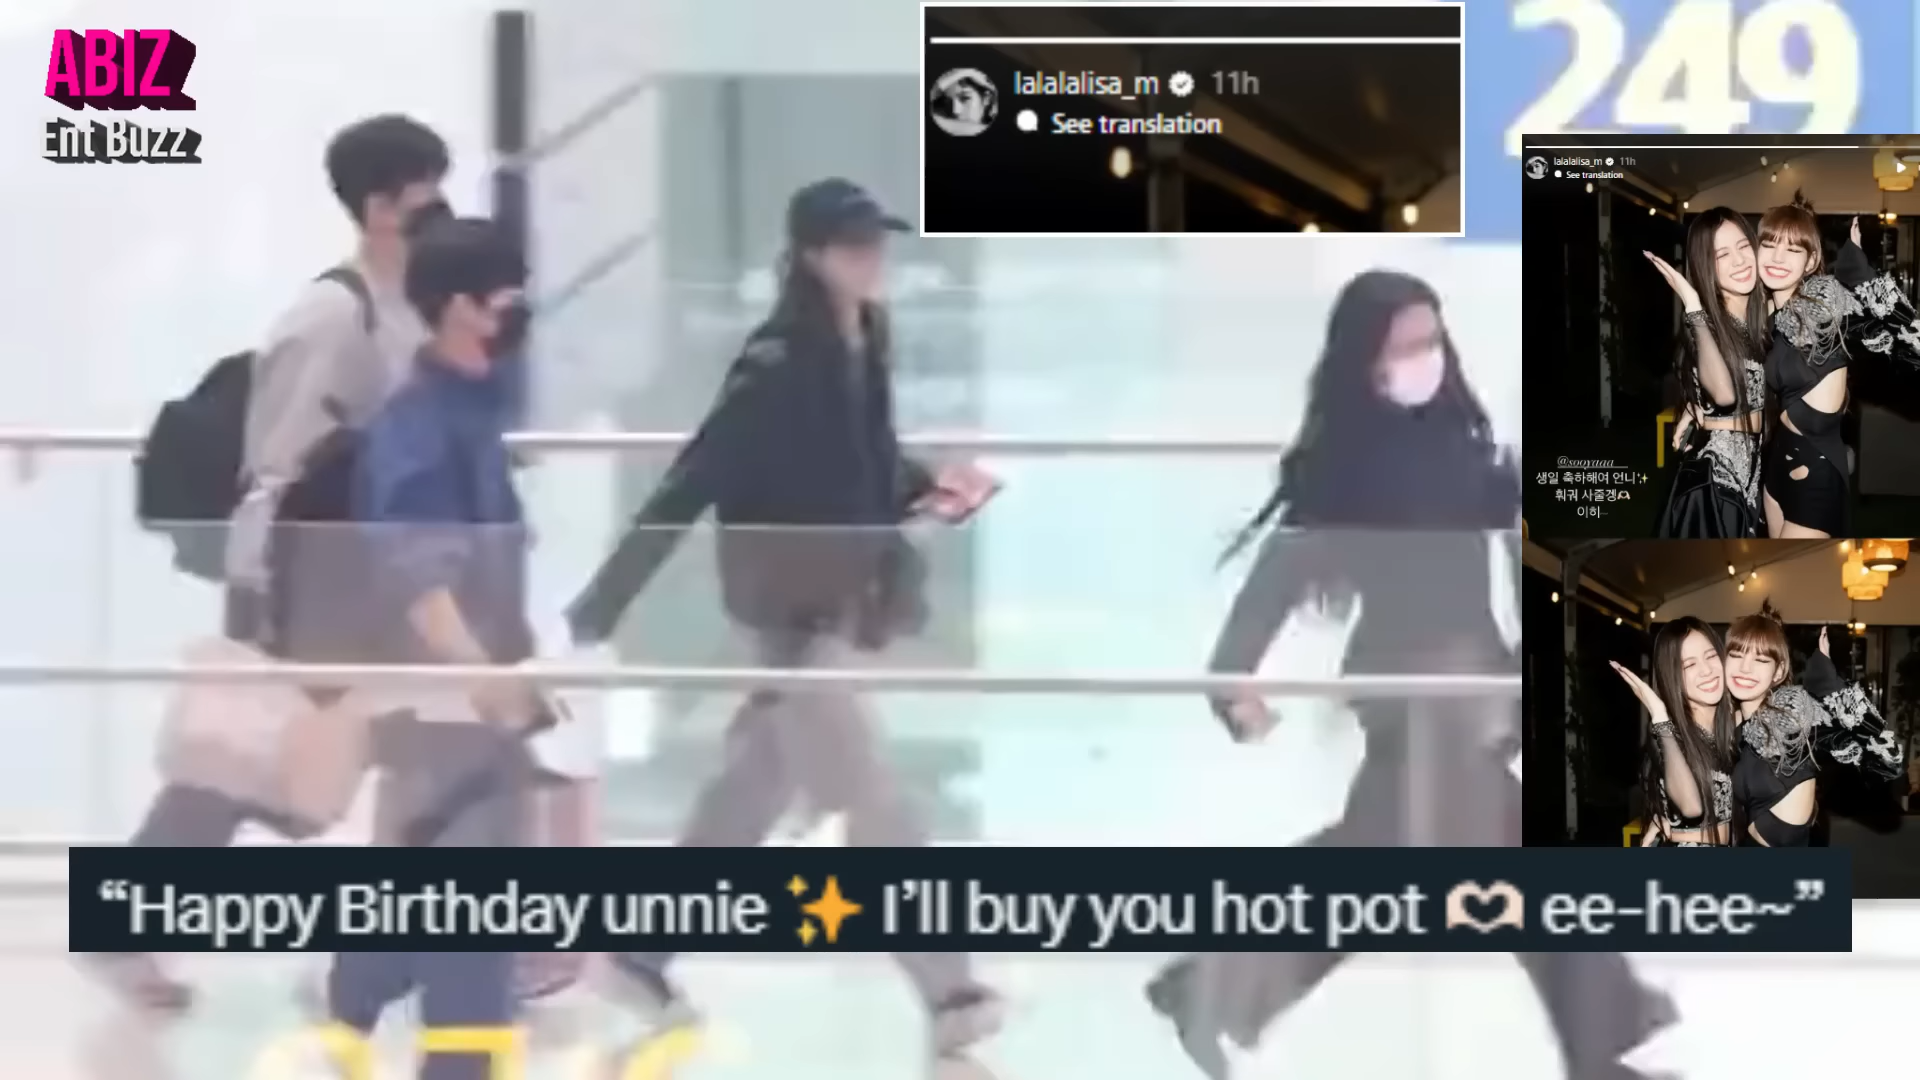 ABIZ
Ent Buzz
lalalalisa_m 11h
See translation
249
lalalalisa_m 11h
See translation
@sooyaaa__
생일 축하해여 언니✨
훠궈 사줄겡🫶🏻
이히~
“Happy Birthday unnie ✨ I’ll buy you hot pot 🫶🏻 ee-hee~”